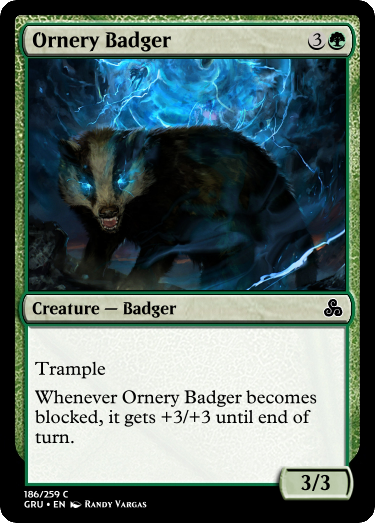 Ornery Badger 3
Creature — Badger
Trample
Whenever Ornery Badger becomes
blocked, it gets +3/+3 until end of
turn.
3/3
186/259 C
GRU • EN Randy Vargas